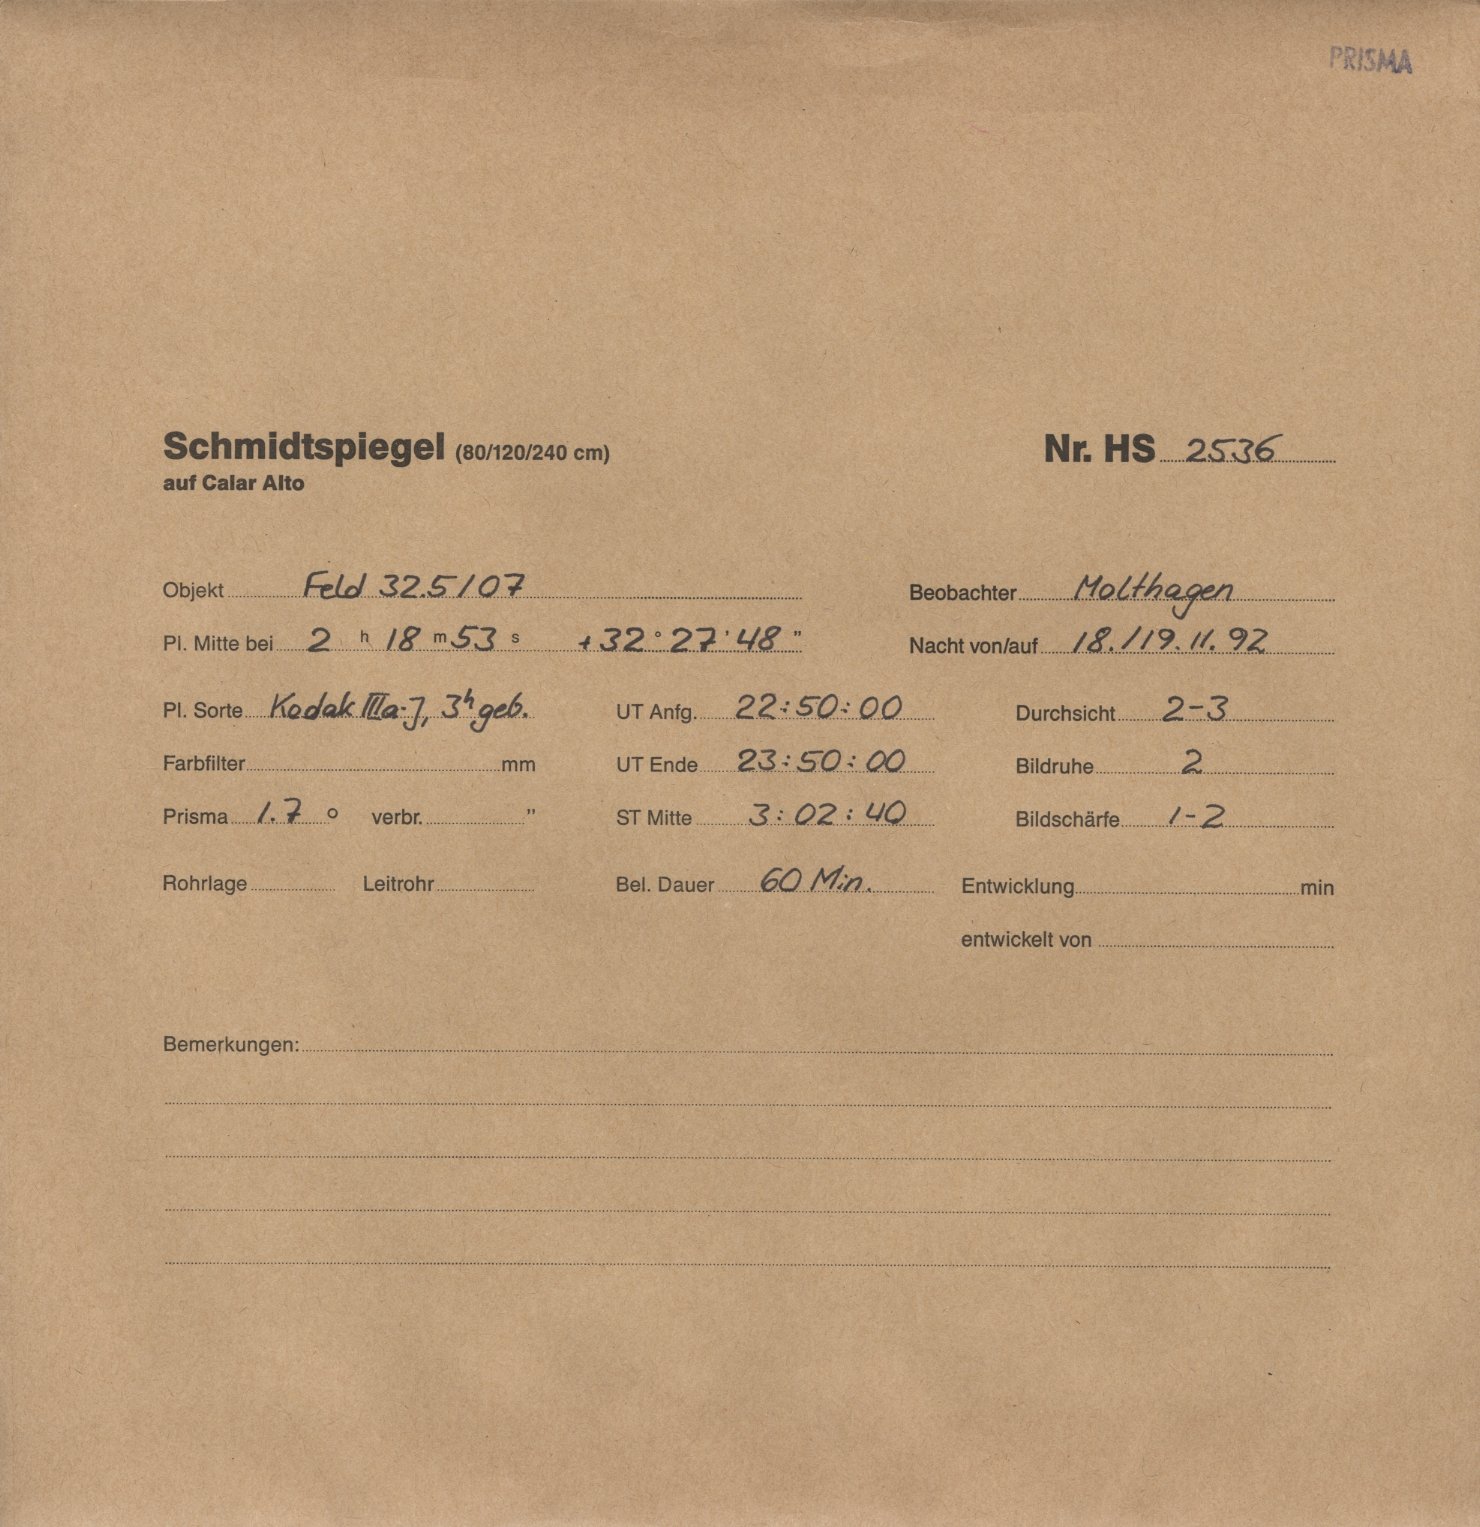 PRISMA
Schmidtspiegel (80/120/240 cm)
auf Calar Alto
Nr. HS 2536
Objekt Feld 32.5/07
Beobachter Molthagen
Pl. Mitte bei 2 h 18 m 53 s +32° 27' 48"
Nacht von/auf 18./19.11.92
Pl. Sorte Kodak IIIa-J, 3h geb.
UT Anfg. 22:50:00
Durchsicht 2-3
Farbfilter mm
UT Ende 23:50:00
Bildruhe 2
Prisma 1.7 ° verbr. "
ST Mitte 3:02:40
Bildschärfe 1-2
Rohrlage Leitrohr
Bel. Dauer 60 Min.
Entwicklung min
entwickelt von
Bemerkungen: